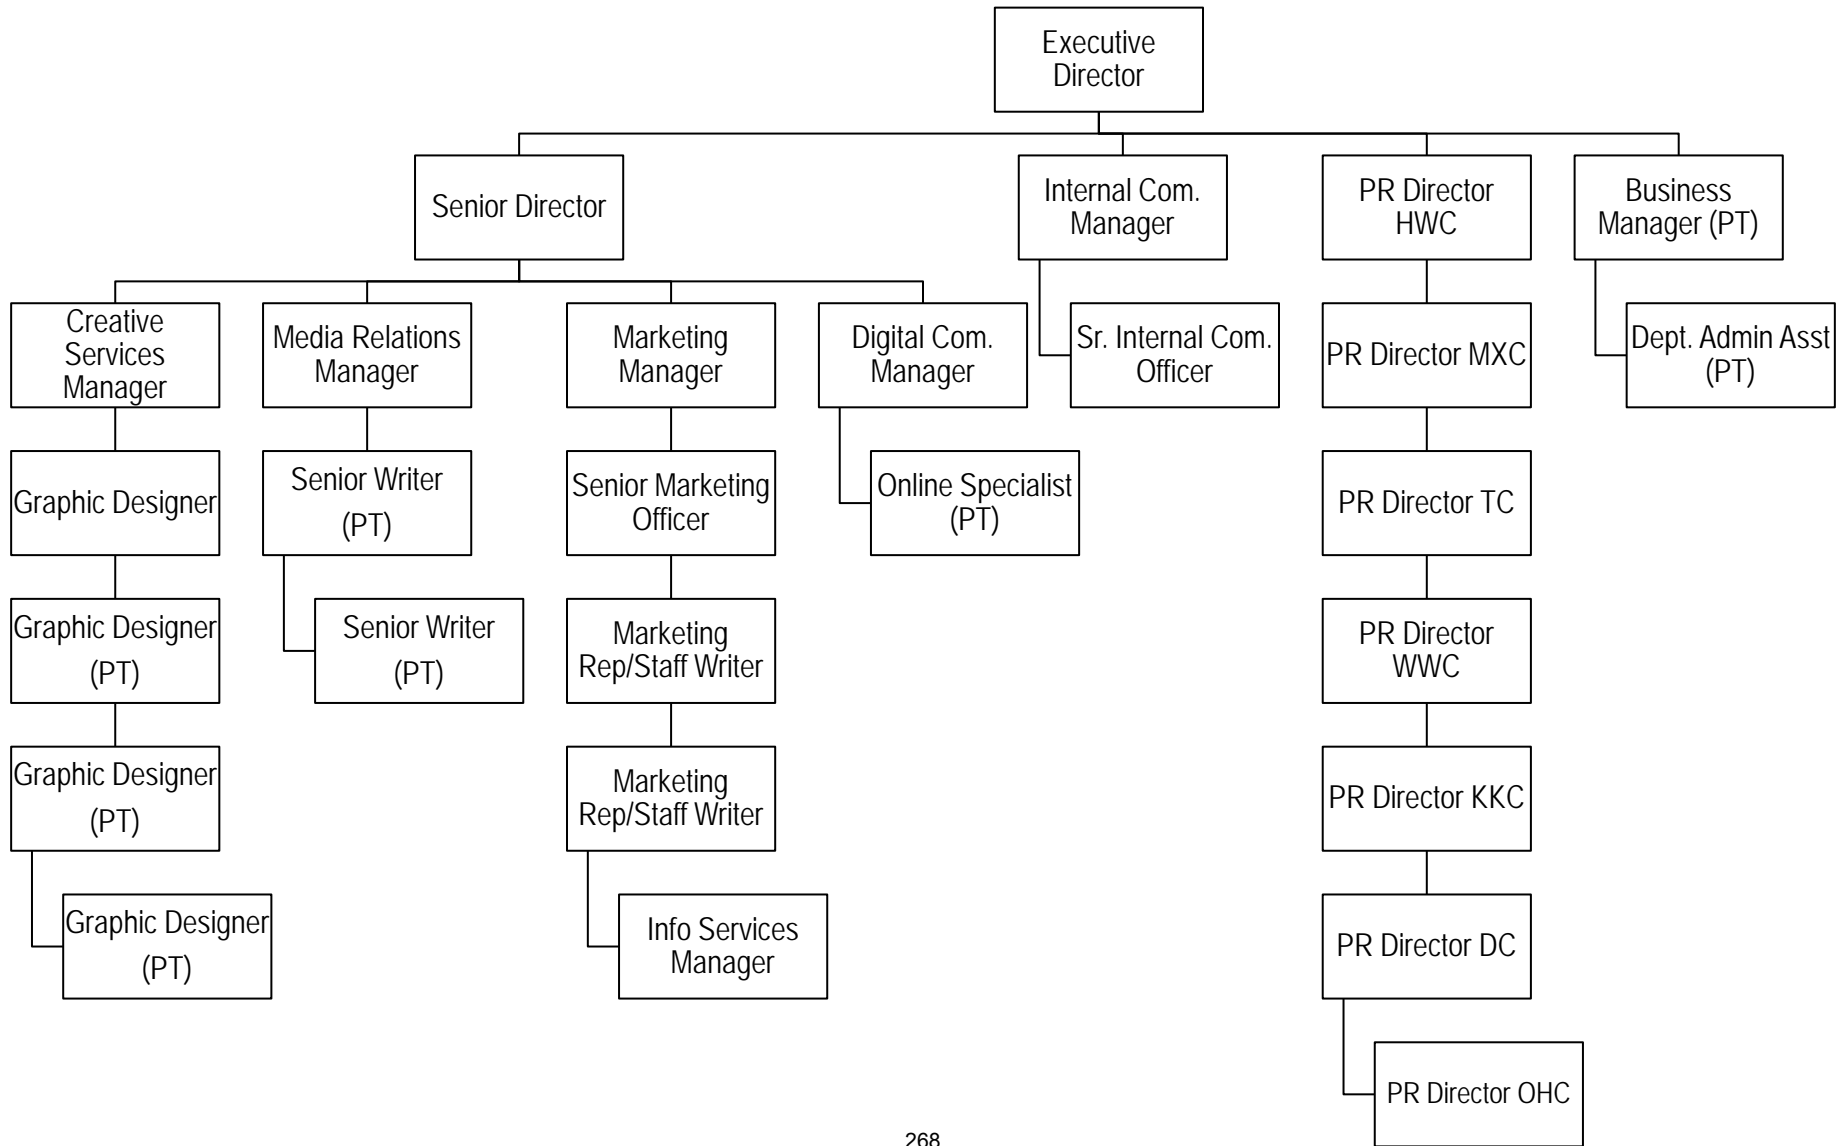 Executive
Director
Senior Director
Internal Com.
Manager
PR Director
HWC
Business
Manager (PT)
Creative
Services
Manager
Media Relations
Manager
Marketing
Manager
Digital Com.
Manager
Sr. Internal Com.
Officer
PR Director MXC
Dept. Admin Asst
(PT)
Graphic Designer
Senior Writer
(PT)
Senior Marketing
Officer
Online Specialist
(PT)
PR Director TC
Graphic Designer
(PT)
Senior Writer
(PT)
Marketing
Rep/Staff Writer
PR Director
WWC
Graphic Designer
(PT)
Marketing
Rep/Staff Writer
PR Director KKC
Graphic Designer
(PT)
Info Services
Manager
PR Director DC
PR Director OHC
268